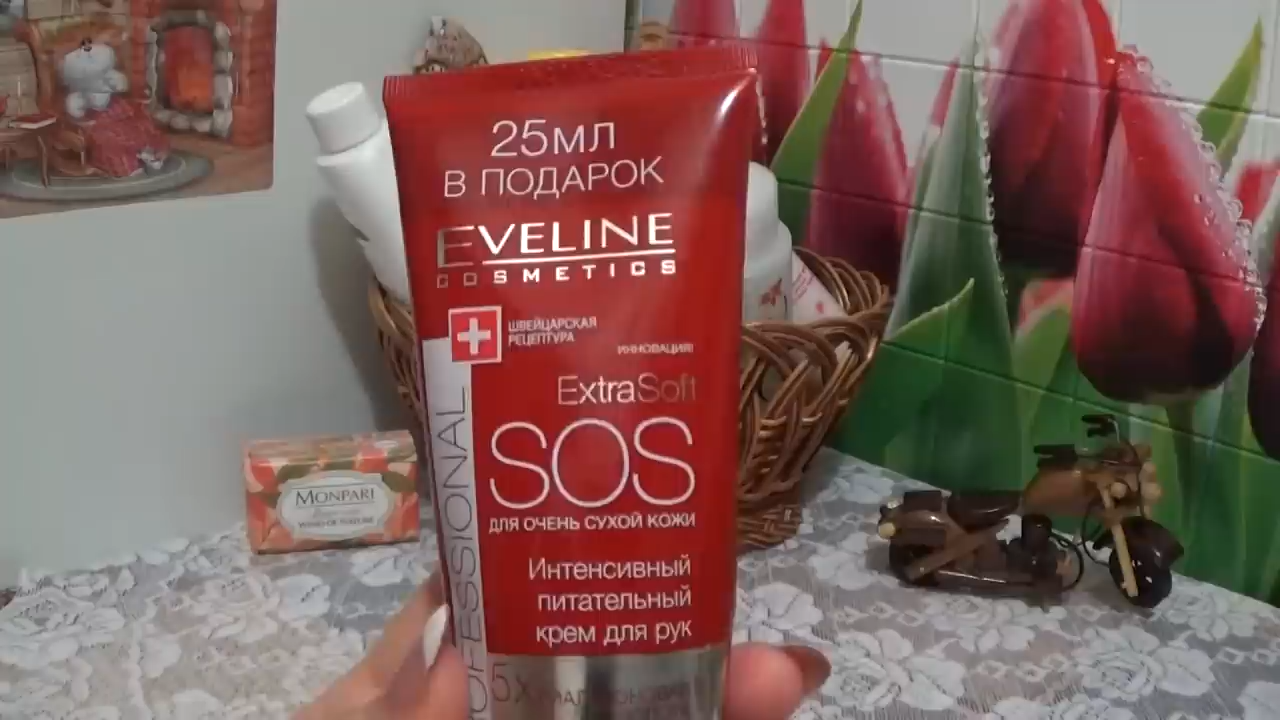 25МЛ
В ПОДАРОК
EVELINE
COSMETICS
ШВЕЙЦАРСКАЯ
РЕЦЕПТУРА
ИННОВАЦИЯ!
ExtraSoft
SOS
ДЛЯ ОЧЕНЬ СУХОЙ КОЖИ
Интенсивный
питательный
крем для рук
PROFESSIONAL
5X
MONPARI